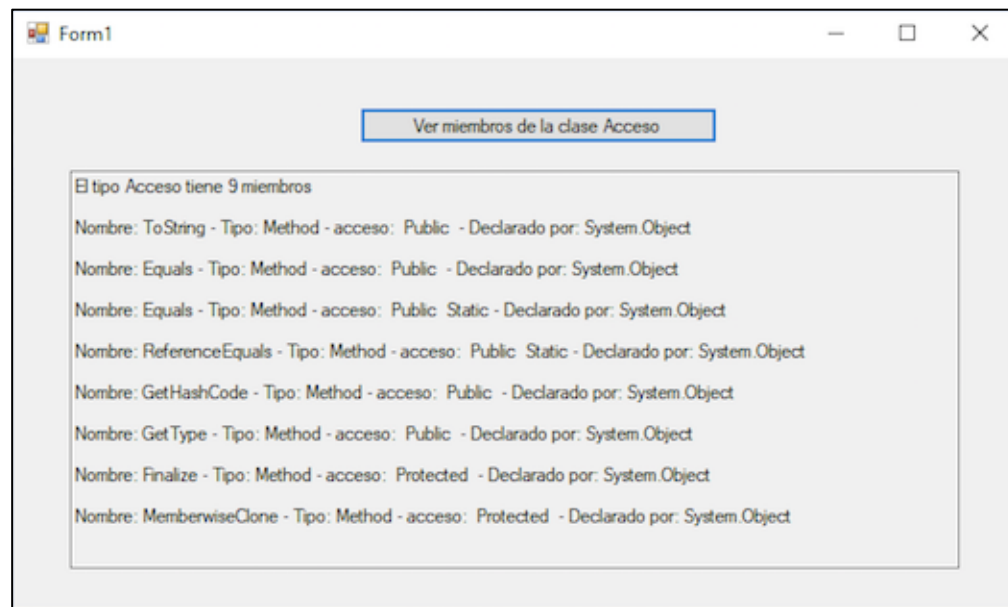 Form1
Ver miembros de la clase Acceso
El tipo Acceso tiene 9 miembros
Nombre: ToString - Tipo: Method - acceso:  Public  - Declarado por: System.Object
Nombre: Equals - Tipo: Method - acceso:  Public  - Declarado por: System.Object
Nombre: Equals - Tipo: Method - acceso:  Public  Static - Declarado por: System.Object
Nombre: ReferenceEquals - Tipo: Method - acceso:  Public  Static - Declarado por: System.Object
Nombre: GetHashCode - Tipo: Method - acceso:  Public  - Declarado por: System.Object
Nombre: GetType - Tipo: Method - acceso:  Public  - Declarado por: System.Object
Nombre: Finalize - Tipo: Method - acceso:  Protected  - Declarado por: System.Object
Nombre: MemberwiseClone - Tipo: Method - acceso:  Protected  - Declarado por: System.Object